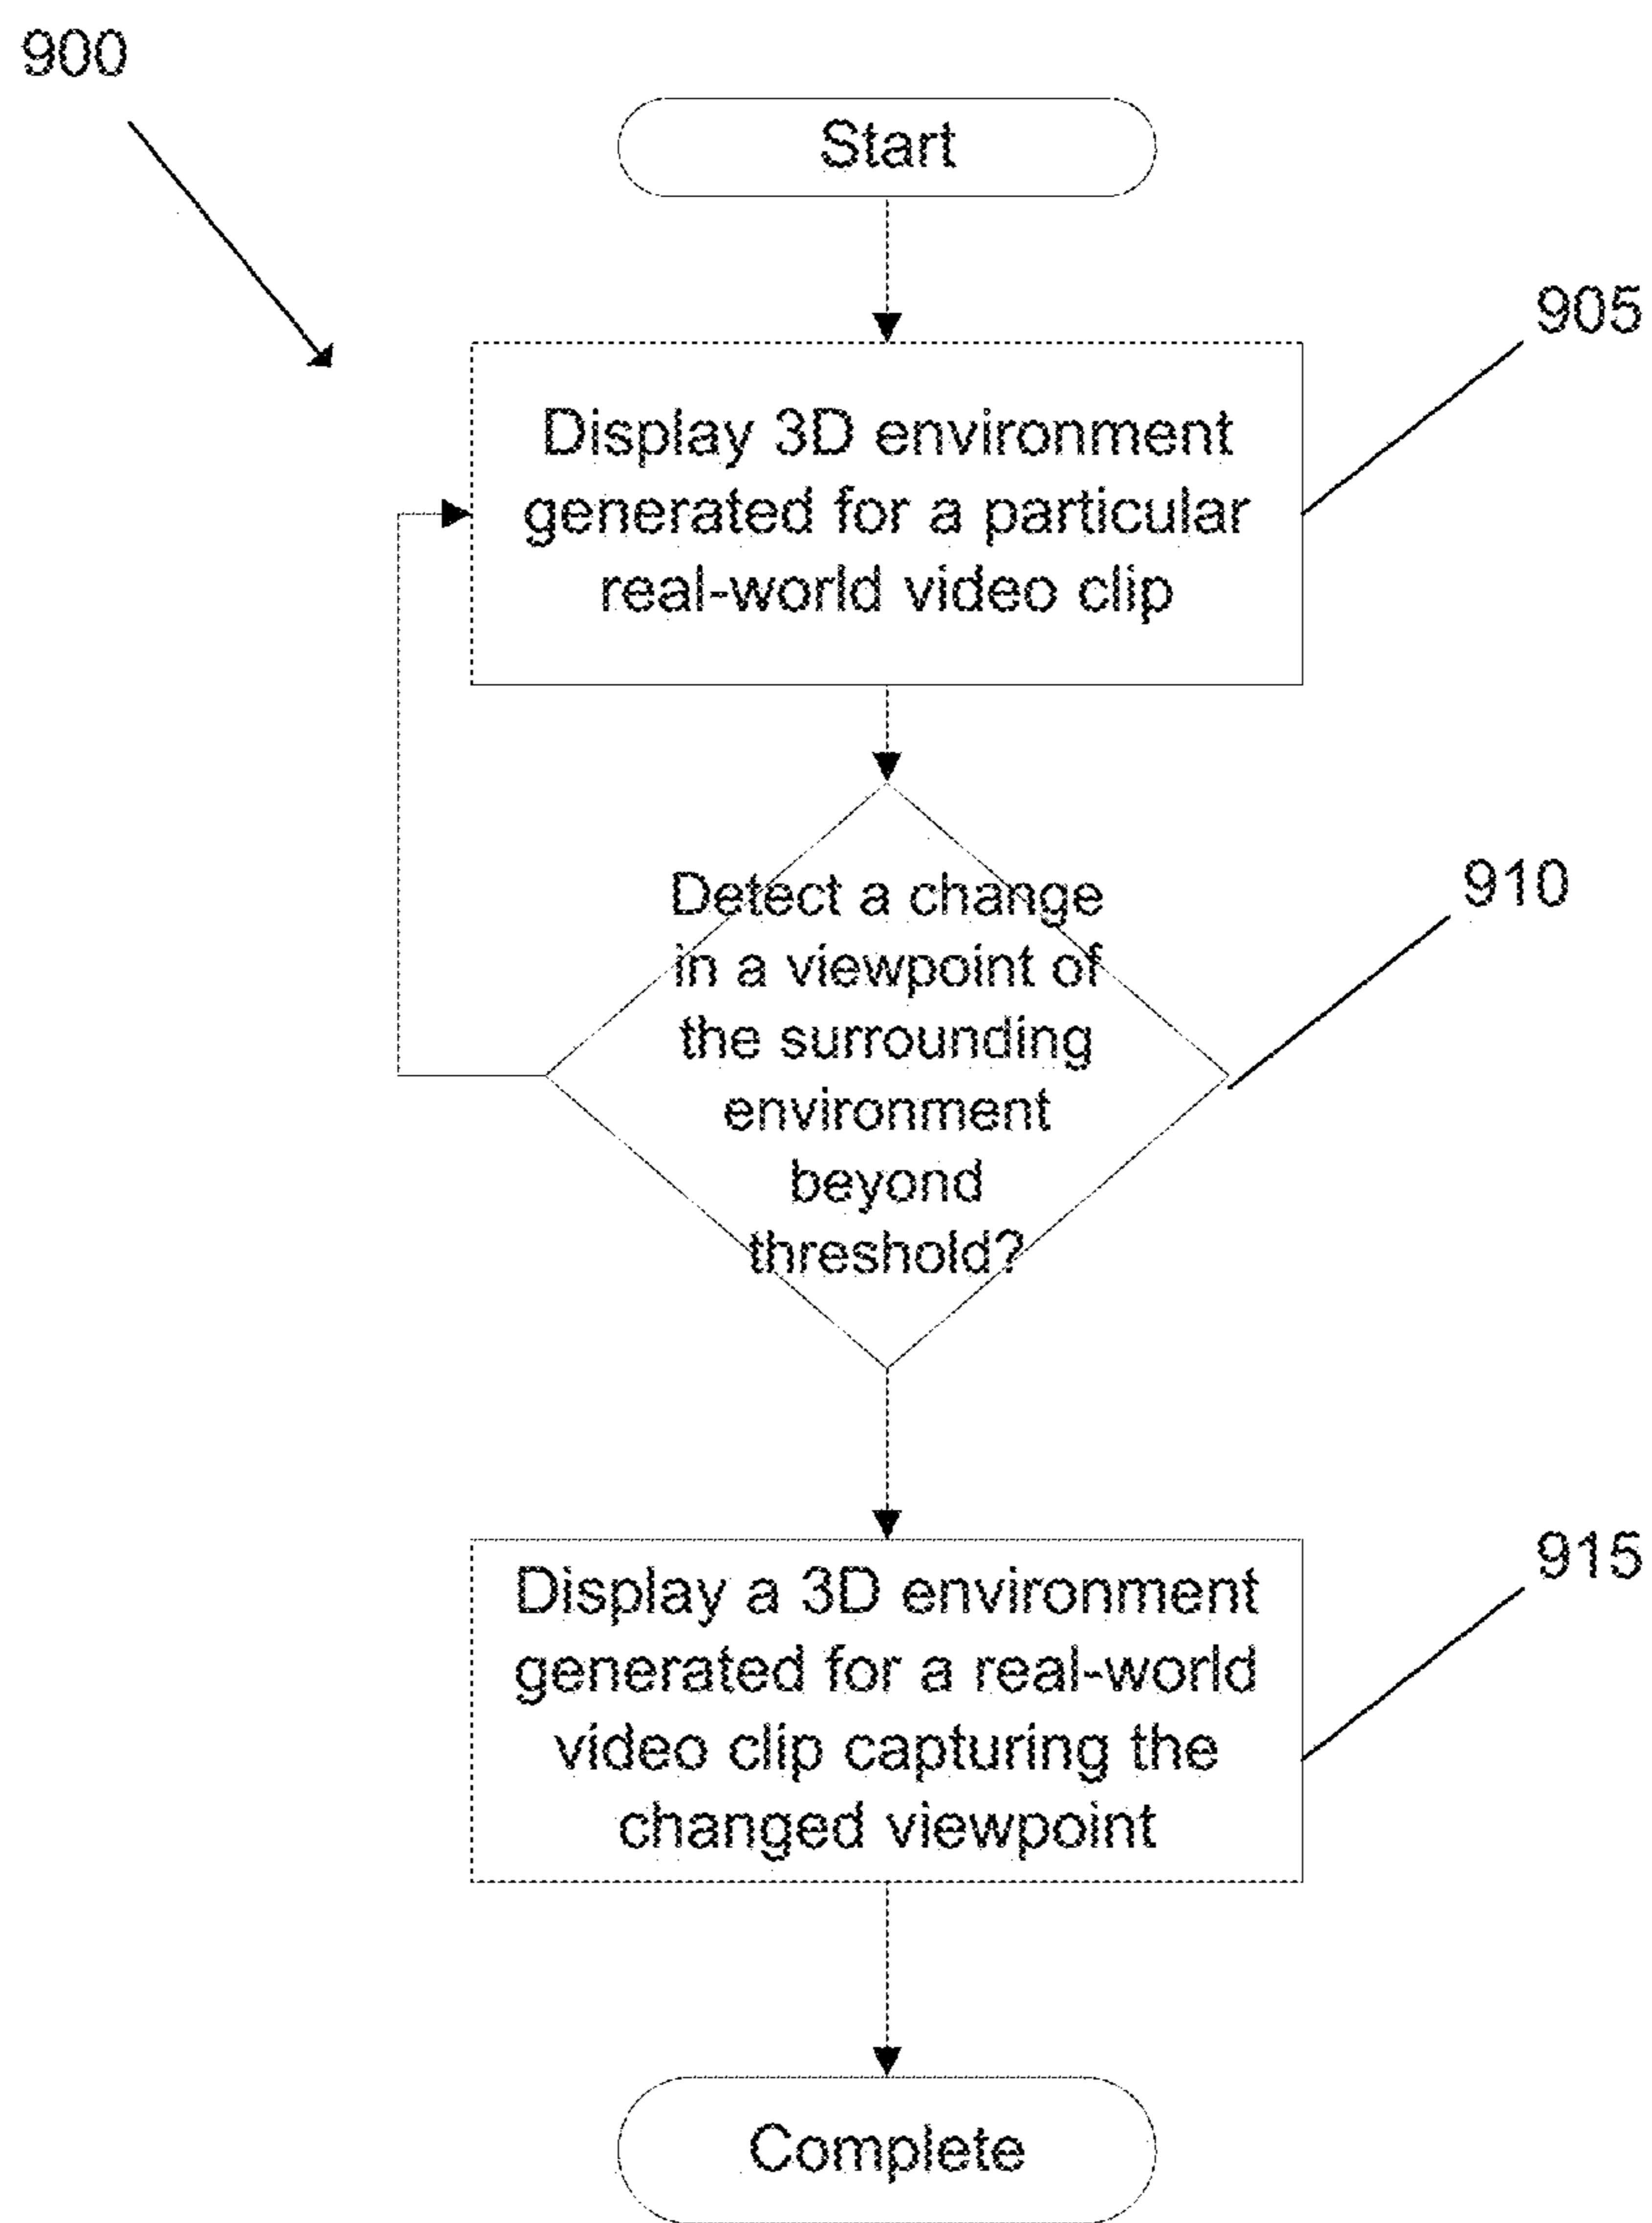 900
Start
905
Display 3D environment
generated for a particular
real-world video clip
910
Detect a change
in a viewpoint of
the surrounding
environment
beyond
threshold?
915
Display a 3D environment
generated for a real-world
video clip capturing the
changed viewpoint
Complete